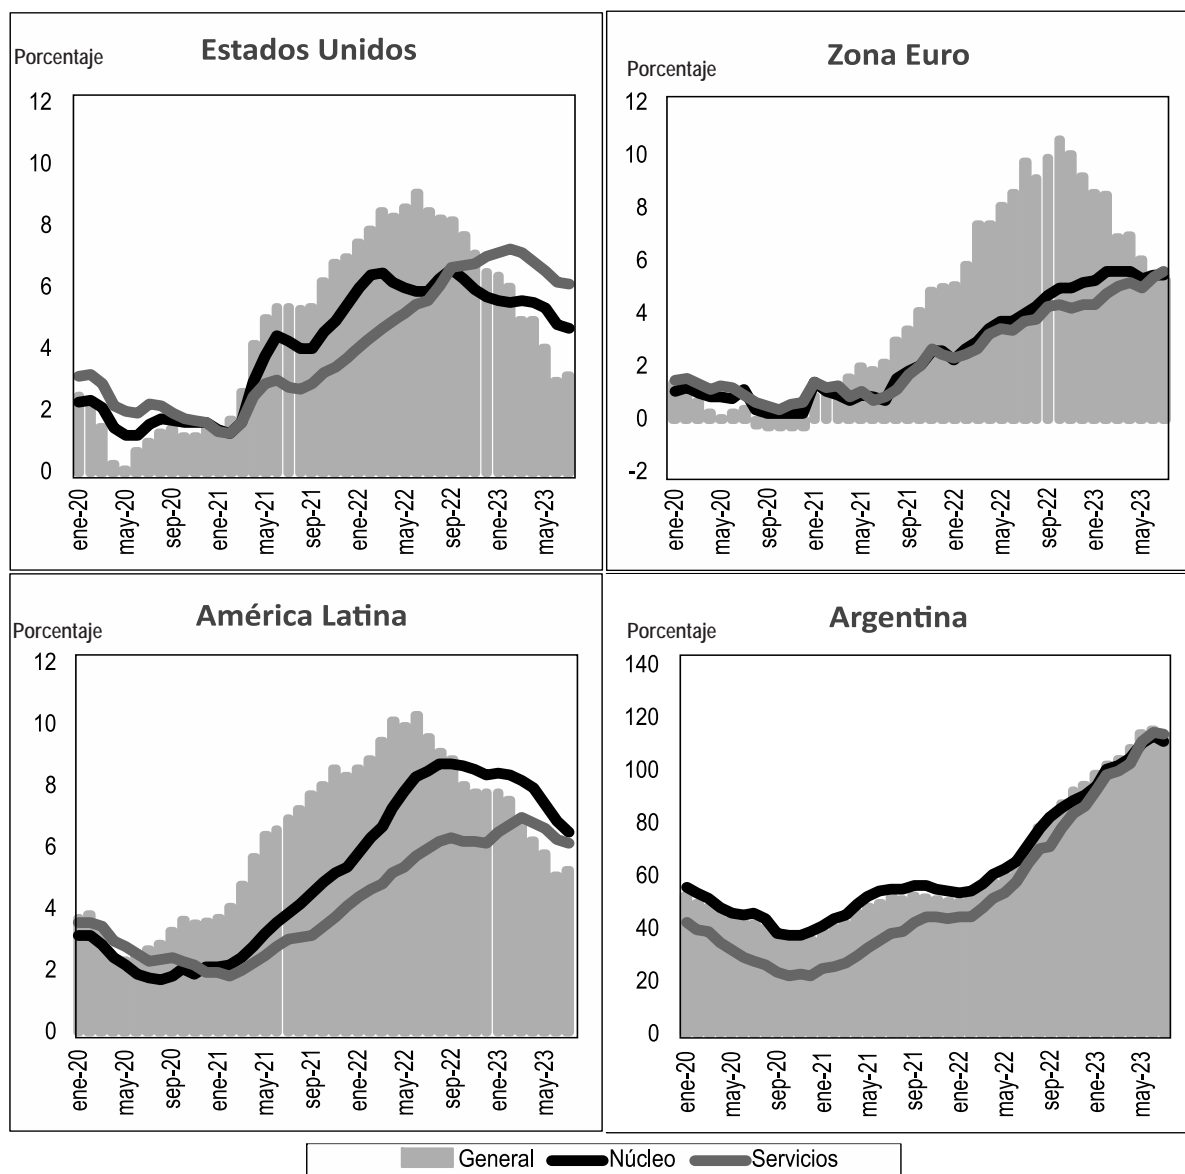 Estados Unidos
Porcentaje
12
10
8
6
4
2
0
ene-20
may-20
sep-20
ene-21
may-21
sep-21
ene-22
may-22
sep-22
ene-23
may-23
Zona Euro
Porcentaje
12
10
8
6
4
2
0
-2
ene-20
may-20
sep-20
ene-21
may-21
sep-21
ene-22
may-22
sep-22
ene-23
may-23
América Latina
Porcentaje
12
10
8
6
4
2
0
ene-20
may-20
sep-20
ene-21
may-21
sep-21
ene-22
may-22
sep-22
ene-23
may-23
Argentina
Porcentaje
140
120
100
80
60
40
20
0
ene-20
may-20
sep-20
ene-21
may-21
sep-21
ene-22
may-22
sep-22
ene-23
may-23
General Núcleo Servicios